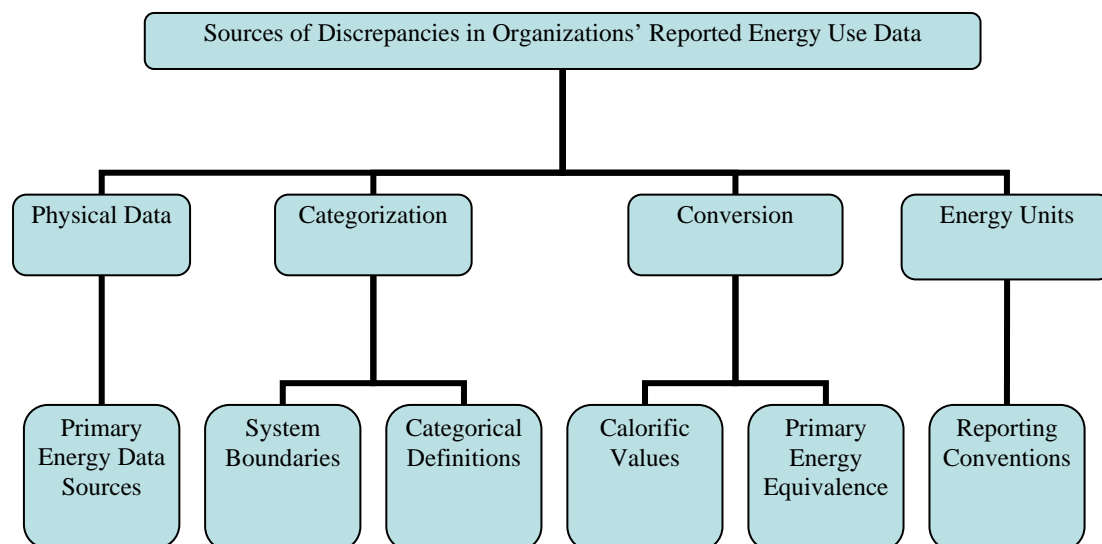 Sources of Discrepancies in Organizations’ Reported Energy Use Data
Physical Data
Categorization
Conversion
Energy Units
Primary
Energy Data
Sources
System
Boundaries
Categorical
Definitions
Calorific
Values
Primary
Energy
Equivalence
Reporting
Conventions